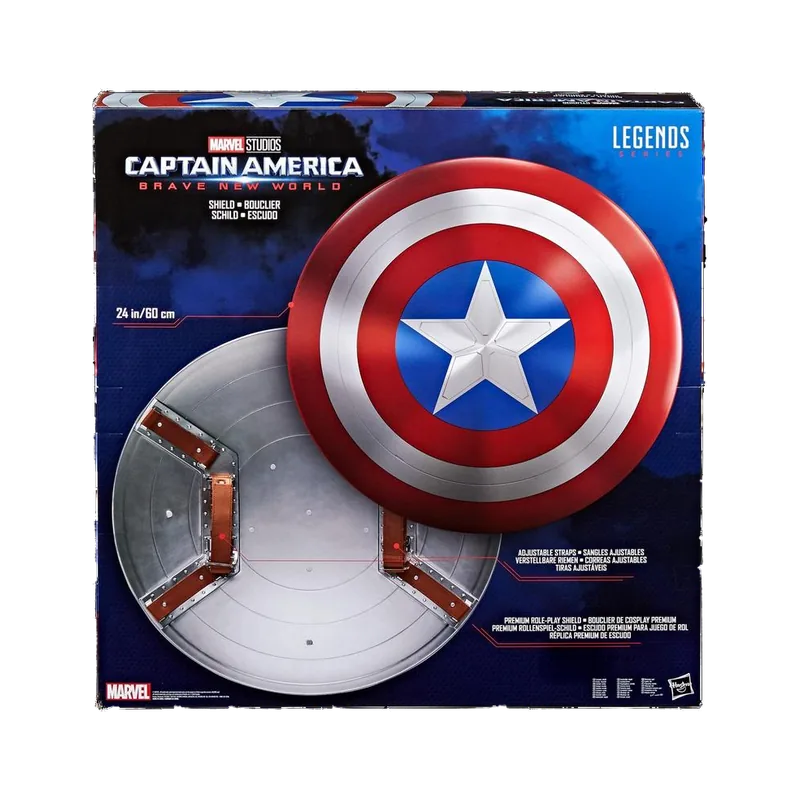 MARVEL STUDIOS
CAPTAIN AMERICA
BRAVE NEW WORLD
SHIELD • BOUCLIER
SCHILD • ESCUDO
LEGENDS
SERIES
24 in/60 cm
ADJUSTABLE STRAPS • SANGLES AJUSTABLES
VERSTELLBARE RIEMEN • CORREAS AJUSTABLES
TIRAS AJUSTÁVEIS
PREMIUM ROLE-PLAY SHIELD • BOUCLIER DE COSPLAY PREMIUM
PREMIUM ROLLENSPIEL-SCHILD • ESCUDO PREMIUM PARA JUEGO DE ROL
RÉPLICA PREMIUM DE ESCUDO
MARVEL
Hasbro